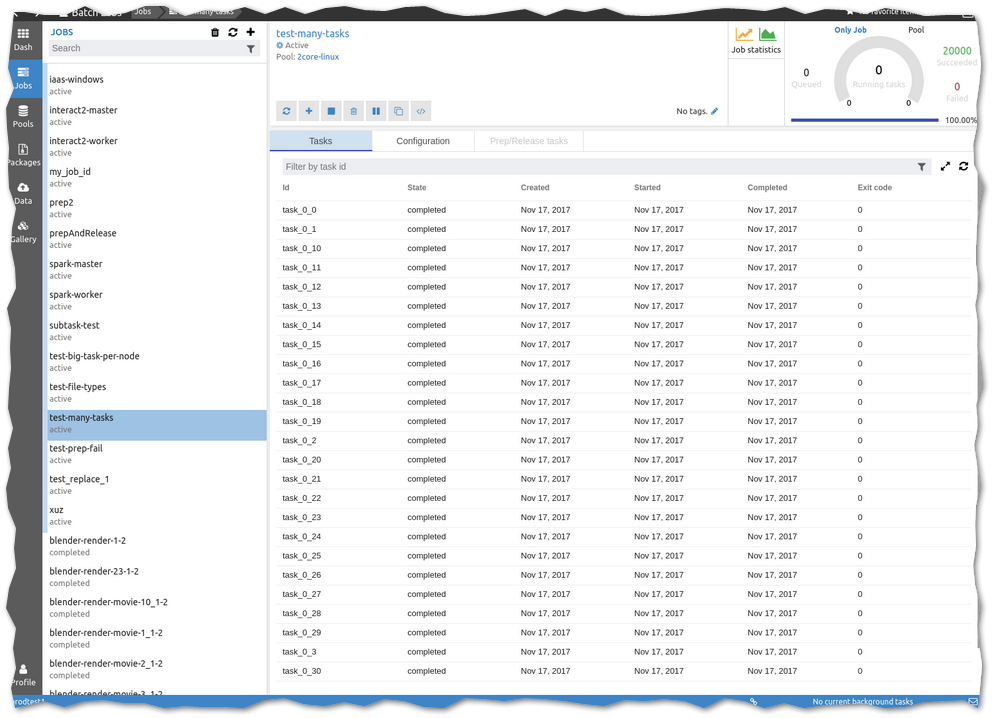 Jobs
Dash
Jobs
Pools
Packages
Data
Gallery
Profile
JOBS
Search
iaas-windows
active
interact2-master
active
interact2-worker
active
my_job_id
active
prep2
active
prepAndRelease
active
spark-master
active
spark-worker
active
subtask-test
active
test-big-task-per-node
active
test-file-types
active
test-many-tasks
active
test-prep-fail
active
test_replace_1
active
xuz
active
blender-render-1-2
completed
blender-render-23-1-2
completed
blender-render-movie-10_1-2
completed
blender-render-movie-1_1-2
completed
blender-render-movie-2_1-2
completed
blender-render-movie-3_1-2
test-many-tasks
Active
Pool: 2core-linux
No tags.
Job statistics
Only Job Pool
0
Queued
0
Running tasks
0 0
20000
Succeeded
0
Failed
100.00%
Tasks Configuration Prep/Release tasks
Filter by task id
Id State Created Started Completed Exit code
task_0_0 completed Nov 17, 2017 Nov 17, 2017 Nov 17, 2017 0
task_0_1 completed Nov 17, 2017 Nov 17, 2017 Nov 17, 2017 0
task_0_10 completed Nov 17, 2017 Nov 17, 2017 Nov 17, 2017 0
task_0_11 completed Nov 17, 2017 Nov 17, 2017 Nov 17, 2017 0
task_0_12 completed Nov 17, 2017 Nov 17, 2017 Nov 17, 2017 0
task_0_13 completed Nov 17, 2017 Nov 17, 2017 Nov 17, 2017 0
task_0_14 completed Nov 17, 2017 Nov 17, 2017 Nov 17, 2017 0
task_0_15 completed Nov 17, 2017 Nov 17, 2017 Nov 17, 2017 0
task_0_16 completed Nov 17, 2017 Nov 17, 2017 Nov 17, 2017 0
task_0_17 completed Nov 17, 2017 Nov 17, 2017 Nov 17, 2017 0
task_0_18 completed Nov 17, 2017 Nov 17, 2017 Nov 17, 2017 0
task_0_19 completed Nov 17, 2017 Nov 17, 2017 Nov 17, 2017 0
task_0_2 completed Nov 17, 2017 Nov 17, 2017 Nov 17, 2017 0
task_0_20 completed Nov 17, 2017 Nov 17, 2017 Nov 17, 2017 0
task_0_21 completed Nov 17, 2017 Nov 17, 2017 Nov 17, 2017 0
task_0_22 completed Nov 17, 2017 Nov 17, 2017 Nov 17, 2017 0
task_0_23 completed Nov 17, 2017 Nov 17, 2017 Nov 17, 2017 0
task_0_24 completed Nov 17, 2017 Nov 17, 2017 Nov 17, 2017 0
task_0_25 completed Nov 17, 2017 Nov 17, 2017 Nov 17, 2017 0
task_0_26 completed Nov 17, 2017 Nov 17, 2017 Nov 17, 2017 0
task_0_27 completed Nov 17, 2017 Nov 17, 2017 Nov 17, 2017 0
task_0_28 completed Nov 17, 2017 Nov 17, 2017 Nov 17, 2017 0
task_0_29 completed Nov 17, 2017 Nov 17, 2017 Nov 17, 2017 0
task_0_3 completed Nov 17, 2017 Nov 17, 2017 Nov 17, 2017 0
task_0_30 completed Nov 17, 2017 Nov 17, 2017 Nov 17, 2017 0
No current background tasks